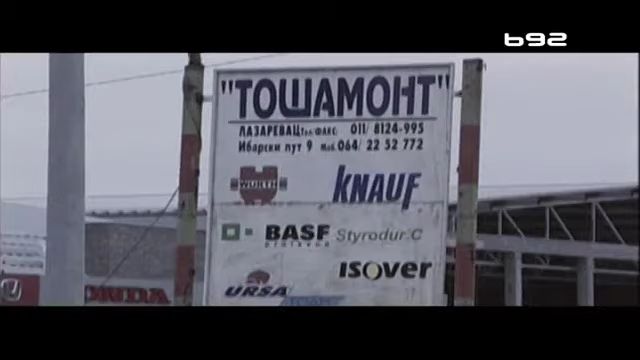 B92
"ТОШАМОНТ"
ЛАЗАРЕВАЦ Тел. ФАКС. 011/ 8124-995
Ибарски пут 9 Моб. 064/ 22 52 772
WÜRTH
KNAUF
BASF Styrodur C
isover
URSA
HONDA